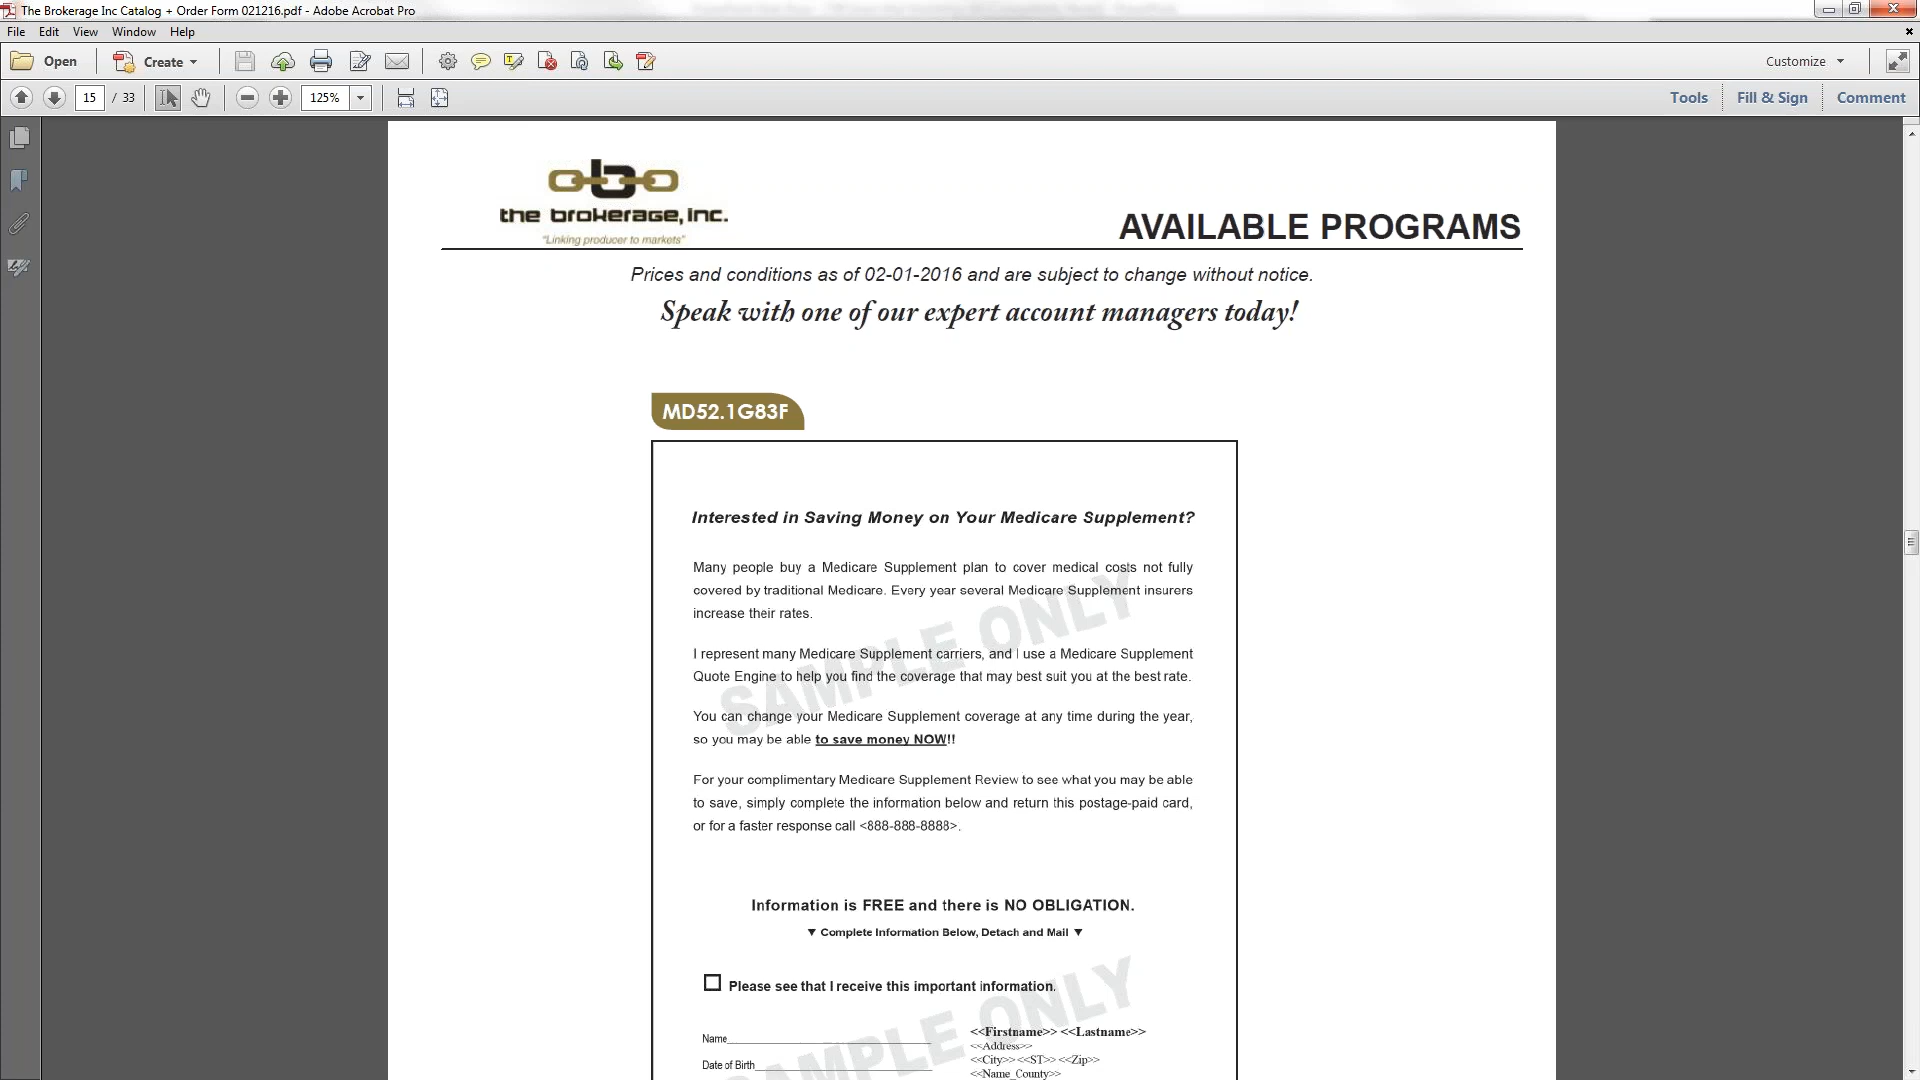 The Brokerage Inc Catalog + Order Form 021216.pdf - Adobe Acrobat Pro
File Edit View Window Help
Open Create Customize
15 / 33 125% Tools Fill & Sign Comment
the brokerage, inc.
"Linking producer to markets"
AVAILABLE PROGRAMS
Prices and conditions as of 02-01-2016 and are subject to change without notice.
Speak with one of our expert account managers today!
MD52.1G83F
Interested in Saving Money on Your Medicare Supplement?
Many people buy a Medicare Supplement plan to cover medical costs not fully
covered by traditional Medicare. Every year several Medicare Supplement insurers
increase their rates.
I represent many Medicare Supplement carriers, and I use a Medicare Supplement
Quote Engine to help you find the coverage that may best suit you at the best rate.
You can change your Medicare Supplement coverage at any time during the year,
so you may be able to save money NOW!!
For your complimentary Medicare Supplement Review to see what you may be able
to save, simply complete the information below and return this postage-paid card,
or for a faster response call <888-888-8888>.
SAMPLE ONLY
Information is FREE and there is NO OBLIGATION.
▼ Complete Information Below, Detach and Mail ▼
Please see that I receive this important information.
SAMPLE ONLY
Name
Date of Birth
<<Firstname>> <<Lastname>>
<<Address>>
<<City>> <<ST>> <<Zip>>
<<Name_County>>